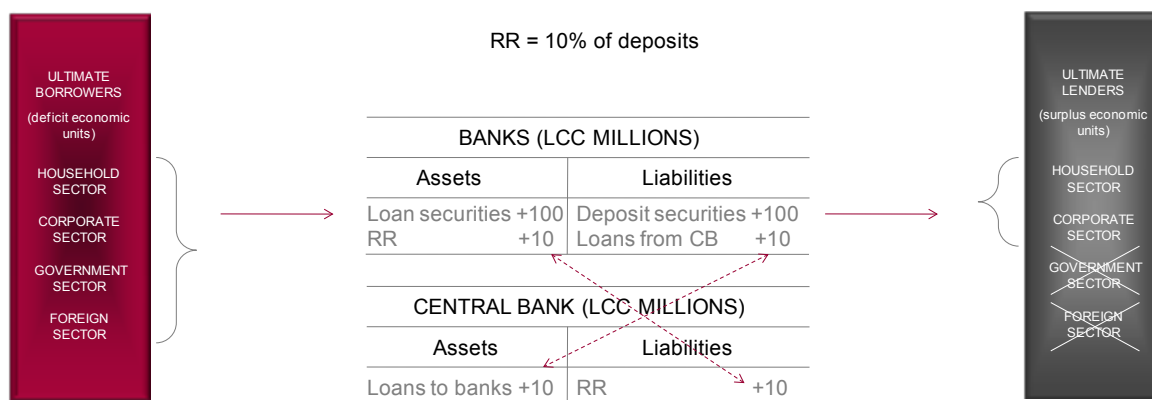 RR = 10% of deposits
ULTIMATE
BORROWERS
(deficit economic
units)
HOUSEHOLD
SECTOR
CORPORATE
SECTOR
GOVERNMENT
SECTOR
FOREIGN
SECTOR
BANKS (LCC MILLIONS)
Assets Liabilities
Loan securities +100 Deposit securities +100
RR +10 Loans from CB +10
CENTRAL BANK (LCC MILLIONS)
Assets Liabilities
Loans to banks +10 RR +10
ULTIMATE
LENDERS
(surplus economic
units)
HOUSEHOLD
SECTOR
CORPORATE
SECTOR
GOVERNMENT
SECTOR
FOREIGN
SECTOR